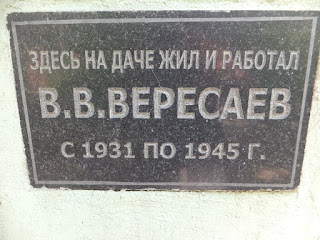 ЗДЕСЬ НА ДАЧЕ ЖИЛ И РАБОТАЛ
В.В.ВЕРЕСАЕВ
С 1931 ПО 1945 Г.